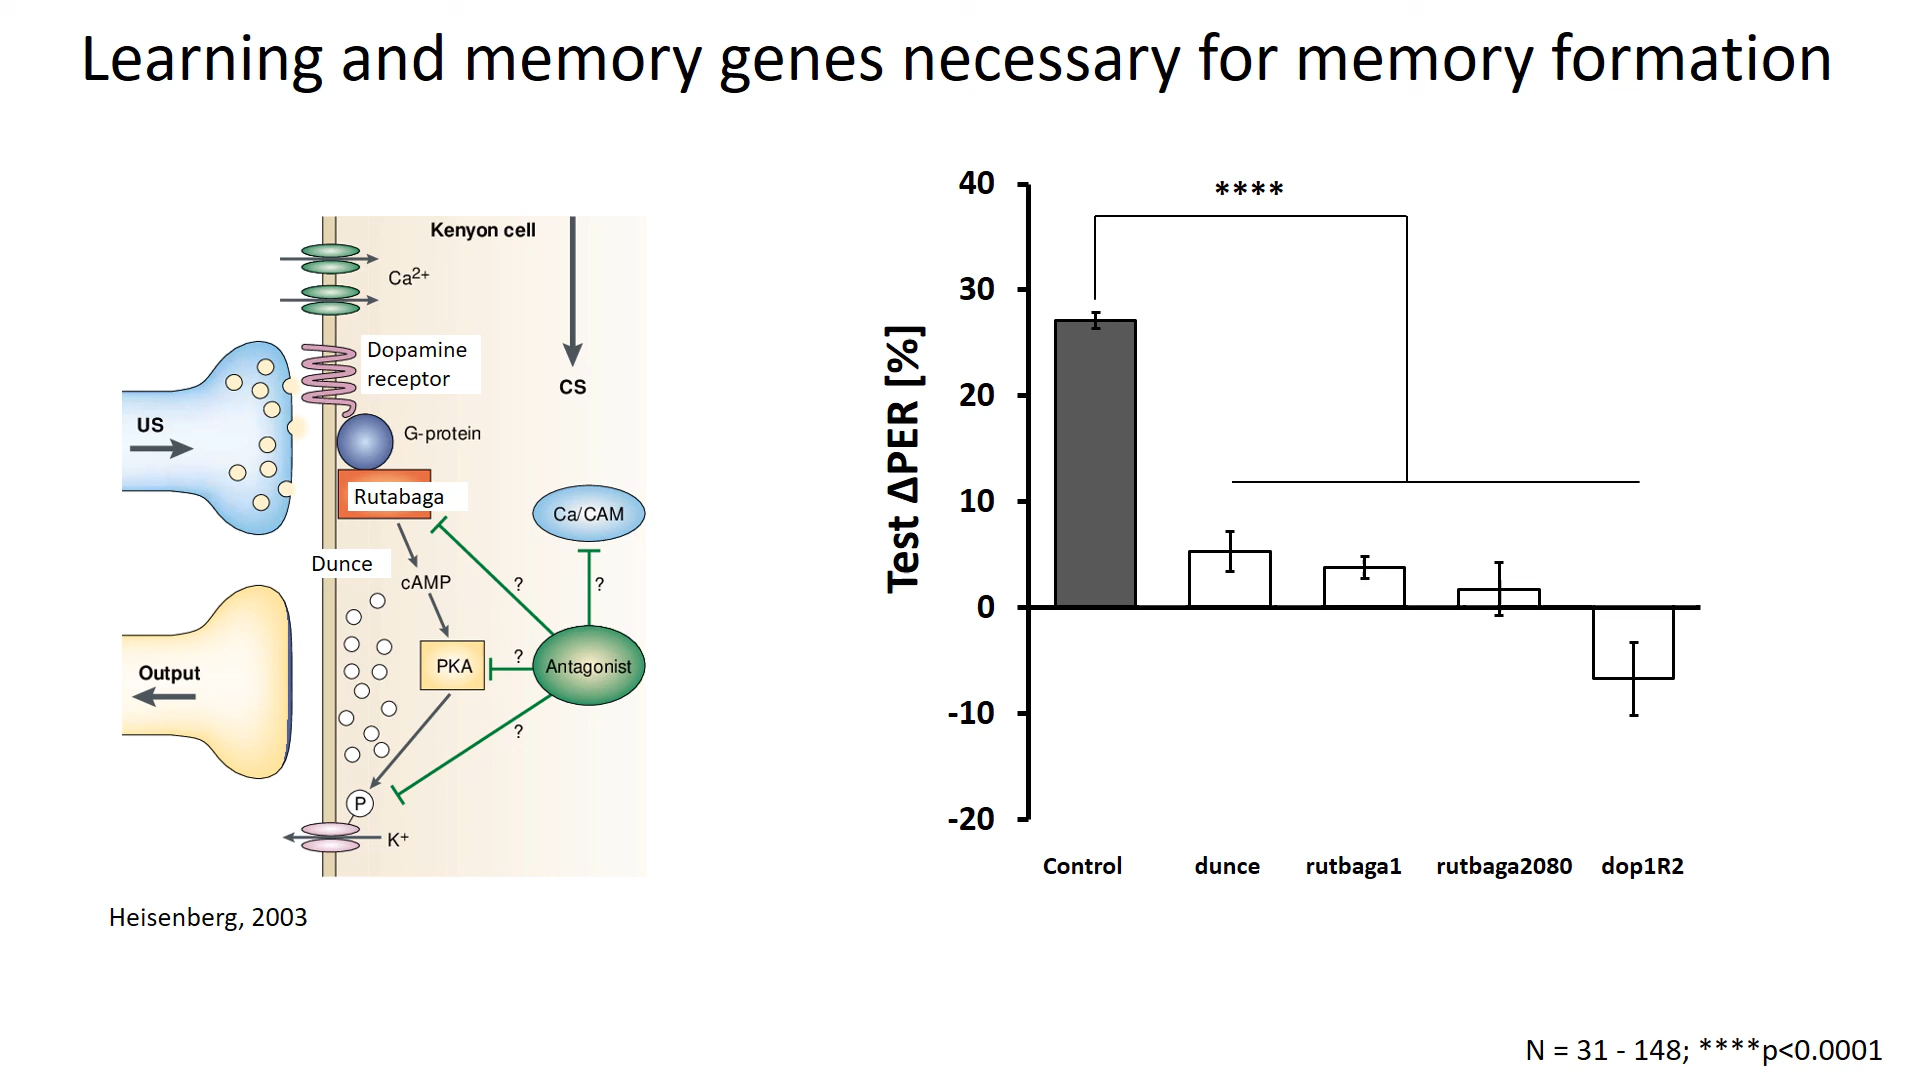 Learning and memory genes necessary for memory formation
Kenyon cell
Ca2+
Dopamine
receptor
CS
US
G-protein
Rutabaga
Ca/CAM
Dunce
cAMP
?
?
?
PKA
Antagonist
Output
?
P
K+
Heisenberg, 2003
****
Test ΔPER [%]
40
30
20
10
0
-10
-20
Control dunce rutbaga1 rutbaga2080 dop1R2
N = 31 - 148; ****p<0.0001